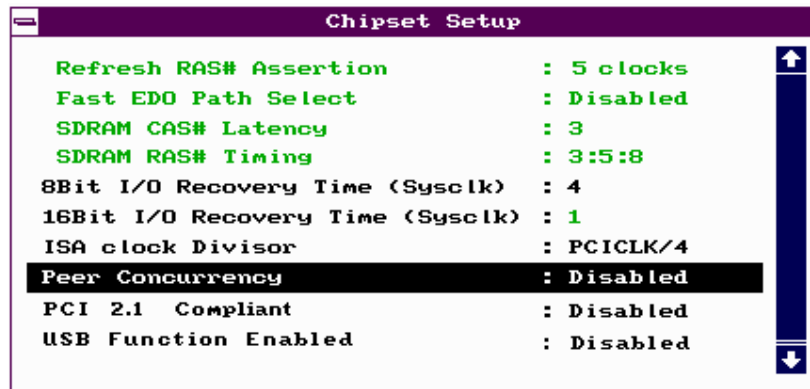 Chipset Setup
Refresh RAS# Assertion : 5 clocks
Fast EDO Path Select : Disabled
SDRAM CAS# Latency : 3
SDRAM RAS# Timing : 3:5:8
8Bit I/O Recovery Time (Sysclk) : 4
16Bit I/O Recovery Time (Sysclk) : 1
ISA clock Divisor : PCICLK/4
Peer Concurrency : Disabled
PCI 2.1 Compliant : Disabled
USB Function Enabled : Disabled